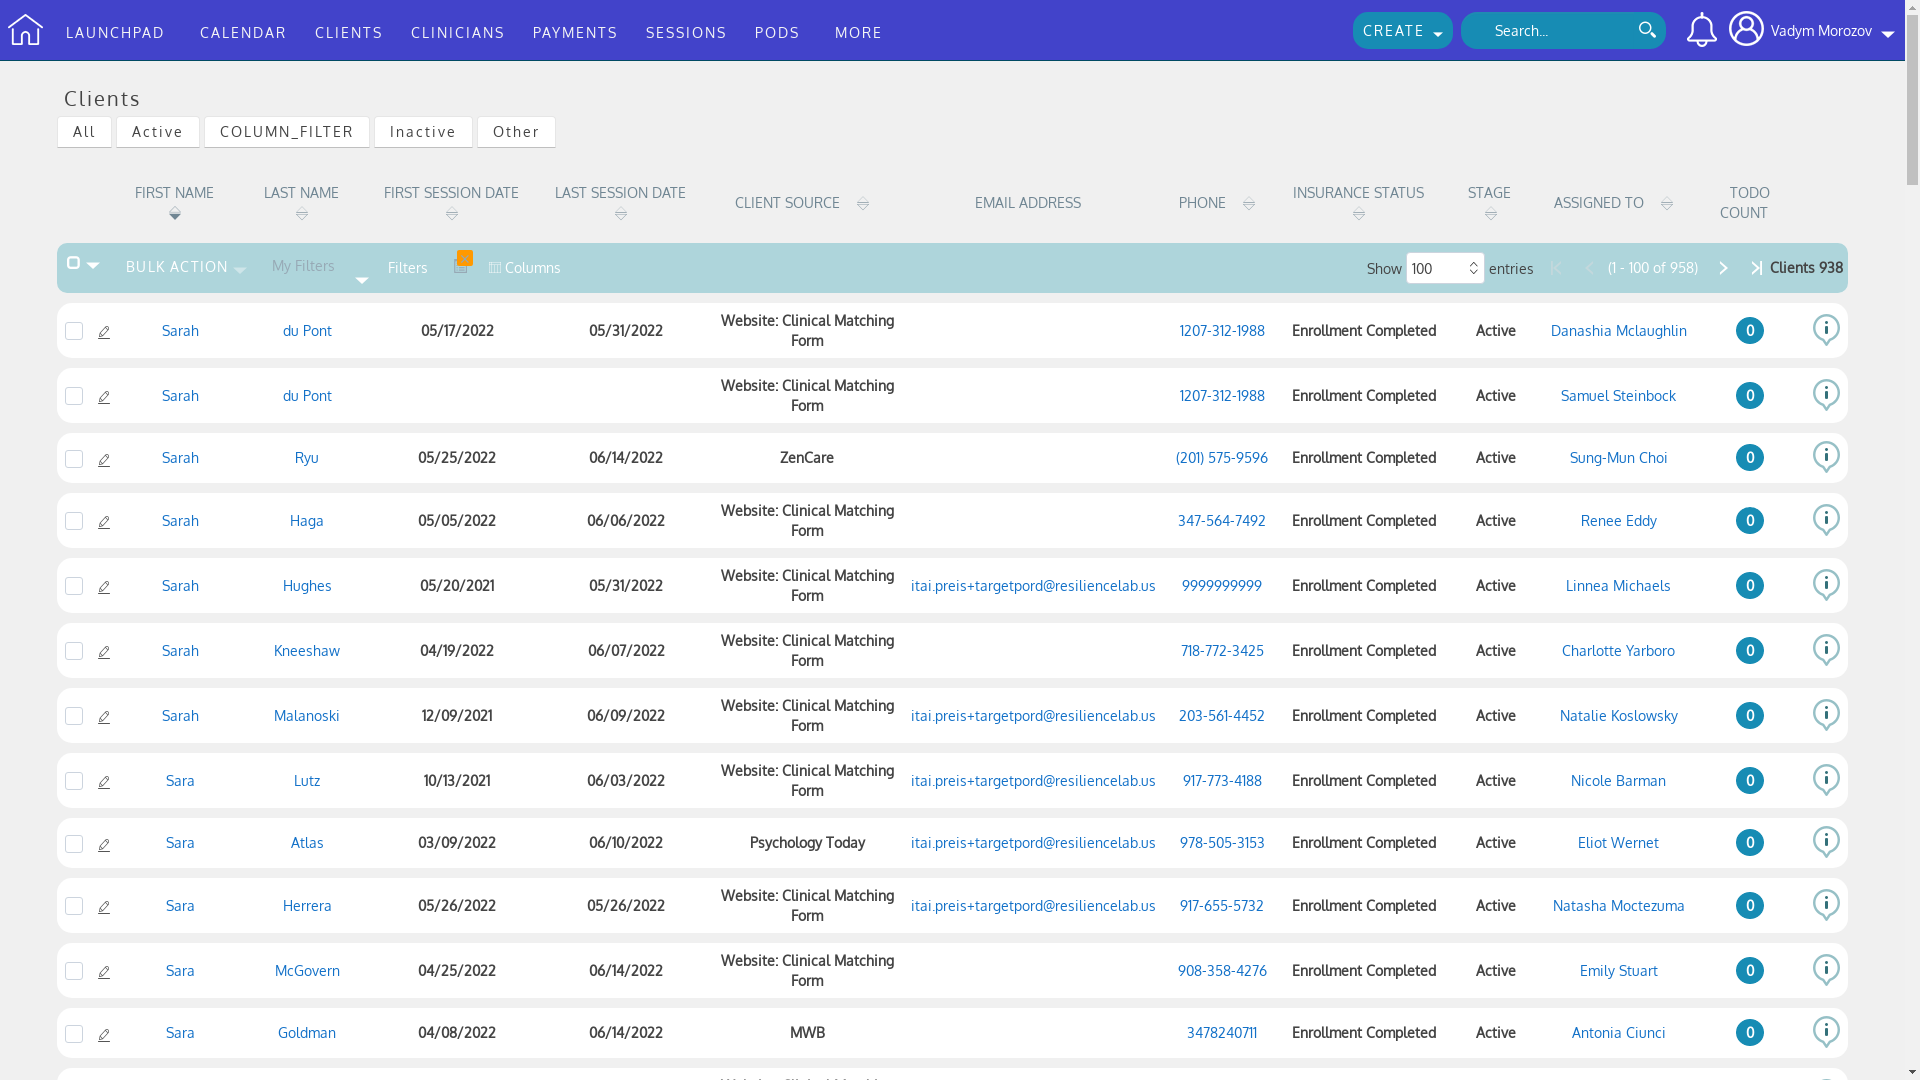 LAUNCHPAD CALENDAR CLIENTS CLINICIANS PAYMENTS SESSIONS PODS MORE CREATE Search... Vadym Morozov
Clients
All Active COLUMN_FILTER Inactive Other
FIRST NAME LAST NAME FIRST SESSION DATE LAST SESSION DATE CLIENT SOURCE EMAIL ADDRESS PHONE INSURANCE STATUS STAGE ASSIGNED TO TODO
COUNT
BULK ACTION My Filters Filters Columns Show 100 entries (1 - 100 of 958) Clients 938
Sarah du Pont 05/17/2022 05/31/2022 Website: Clinical Matching
Form 1207-312-1988 Enrollment Completed Active Danashia Mclaughlin 0
Sarah du Pont Website: Clinical Matching
Form 1207-312-1988 Enrollment Completed Active Samuel Steinbock 0
Sarah Ryu 05/25/2022 06/14/2022 ZenCare (201) 575-9596 Enrollment Completed Active Sung-Mun Choi 0
Sarah Haga 05/05/2022 06/06/2022 Website: Clinical Matching
Form 347-564-7492 Enrollment Completed Active Renee Eddy 0
Sarah Hughes 05/20/2021 05/31/2022 Website: Clinical Matching
Form itai.preis+targetpord@resiliencelab.us 9999999999 Enrollment Completed Active Linnea Michaels 0
Sarah Kneeshaw 04/19/2022 06/07/2022 Website: Clinical Matching
Form 718-772-3425 Enrollment Completed Active Charlotte Yarboro 0
Sarah Malanoski 12/09/2021 06/09/2022 Website: Clinical Matching
Form itai.preis+targetpord@resiliencelab.us 203-561-4452 Enrollment Completed Active Natalie Koslowsky 0
Sara Lutz 10/13/2021 06/03/2022 Website: Clinical Matching
Form itai.preis+targetpord@resiliencelab.us 917-773-4188 Enrollment Completed Active Nicole Barman 0
Sara Atlas 03/09/2022 06/10/2022 Psychology Today itai.preis+targetpord@resiliencelab.us 978-505-3153 Enrollment Completed Active Eliot Wernet 0
Sara Herrera 05/26/2022 05/26/2022 Website: Clinical Matching
Form itai.preis+targetpord@resiliencelab.us 917-655-5732 Enrollment Completed Active Natasha Moctezuma 0
Sara McGovern 04/25/2022 06/14/2022 Website: Clinical Matching
Form 908-358-4276 Enrollment Completed Active Emily Stuart 0
Sara Goldman 04/08/2022 06/14/2022 MWB 3478240711 Enrollment Completed Active Antonia Ciunci 0